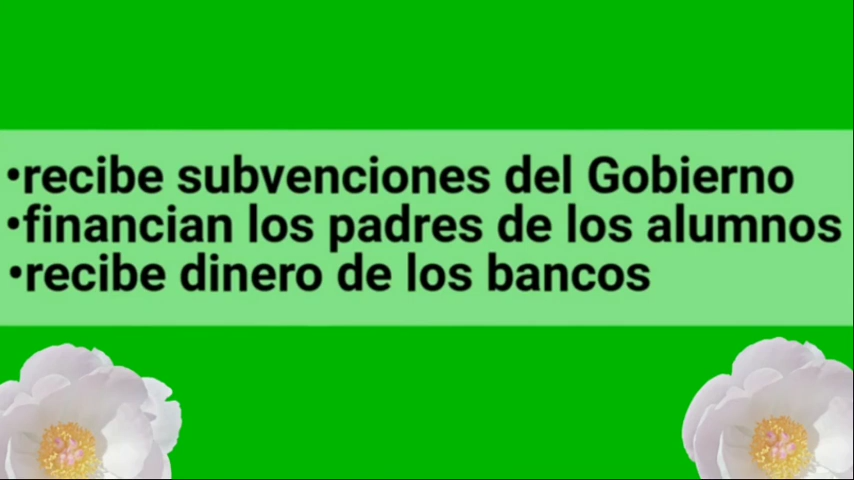 •recibe subvenciones del Gobierno
•financian los padres de los alumnos
•recibe dinero de los bancos